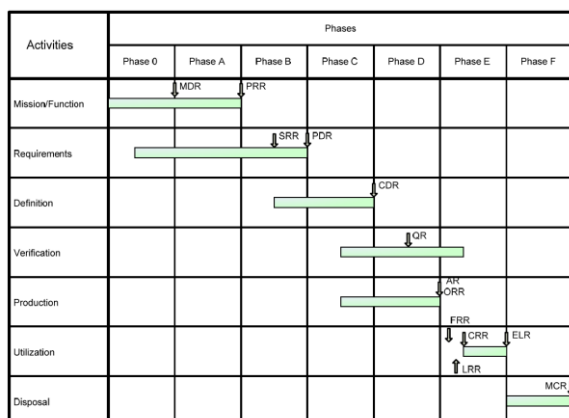 Activities
Phases
Phase 0 Phase A Phase B Phase C Phase D Phase E Phase F
Mission/Function
MDR PRR
Requirements
SRR PDR
Definition
CDR
Verification
QR
Production
AR
ORR
Utilization
FRR
CRR ELR
LRR
Disposal
MCR